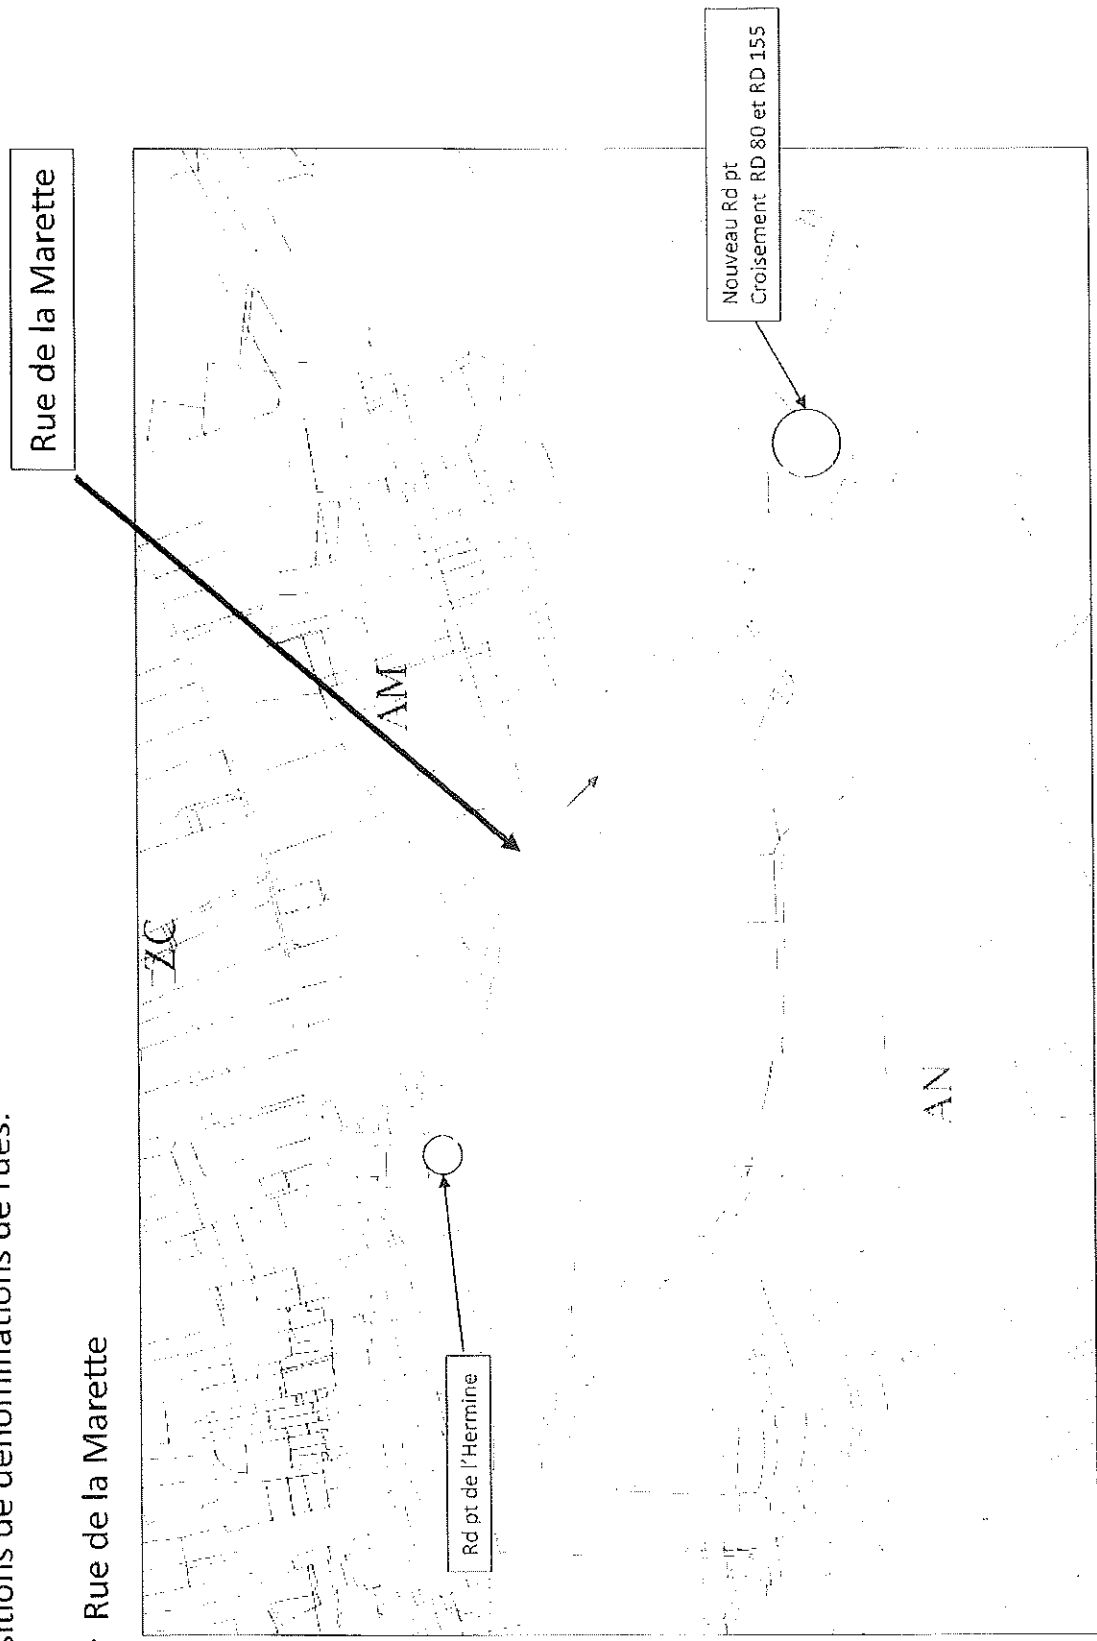 de dénominations de rues.
Rue de la Marette
Rue de la Marette
ZC
AM
Rd pt de l'Hermine
Nouveau Rd pt
Croisement RD 80 et RD 155
AN